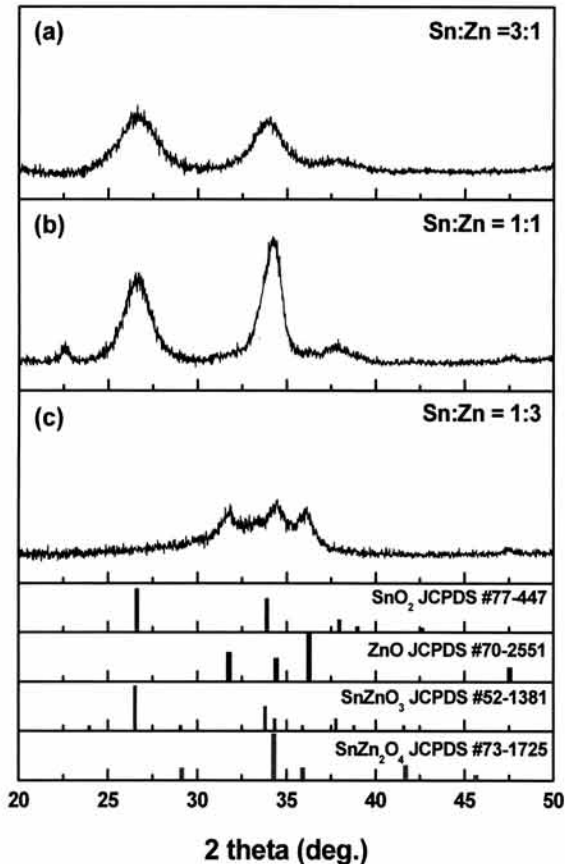 (a) Sn:Zn =3:1
(b) Sn:Zn = 1:1
(c) Sn:Zn = 1:3
SnO₂ JCPDS #77-447
ZnO JCPDS #70-2551
SnZnO₃ JCPDS #52-1381
SnZn₂O₄ JCPDS #73-1725
20 25 30 35 40 45 50
2 theta (deg.)